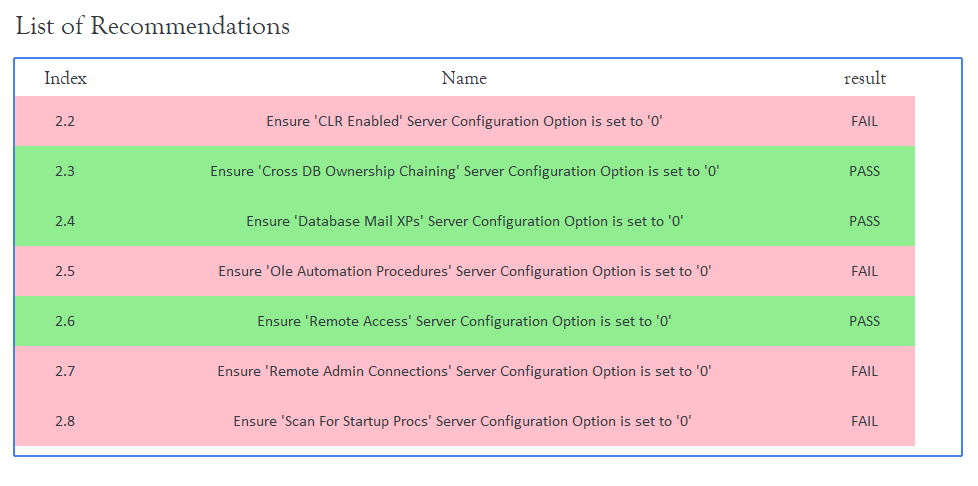 List of Recommendations
Index Name result
2.2 Ensure 'CLR Enabled' Server Configuration Option is set to '0' FAIL
2.3 Ensure 'Cross DB Ownership Chaining' Server Configuration Option is set to '0' PASS
2.4 Ensure 'Database Mail XPs' Server Configuration Option is set to '0' PASS
2.5 Ensure 'Ole Automation Procedures' Server Configuration Option is set to '0' FAIL
2.6 Ensure 'Remote Access' Server Configuration Option is set to '0' PASS
2.7 Ensure 'Remote Admin Connections' Server Configuration Option is set to '0' FAIL
2.8 Ensure 'Scan For Startup Procs' Server Configuration Option is set to '0' FAIL